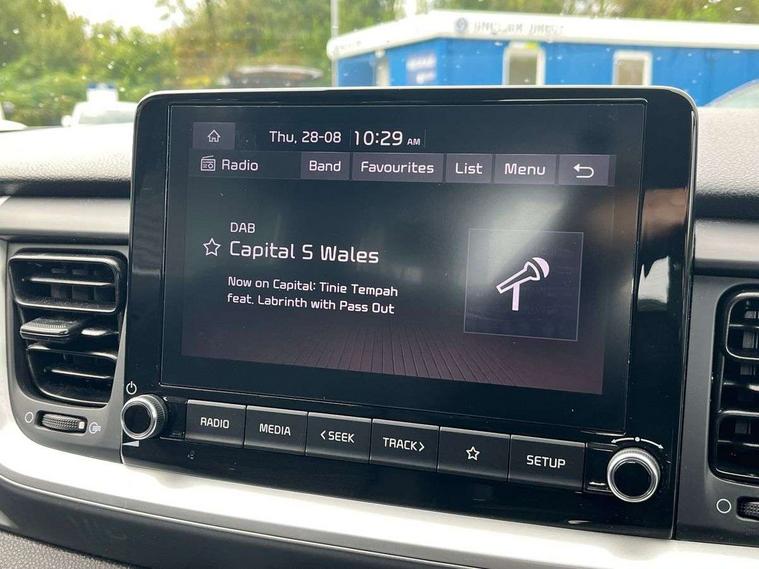 Thu, 28-08 10:29 AM
Radio Band Favourites List Menu
DAB
Capital S Wales
Now on Capital: Tinie Tempah
feat. Labrinth with Pass Out
RADIO MEDIA <SEEK TRACK> SETUP